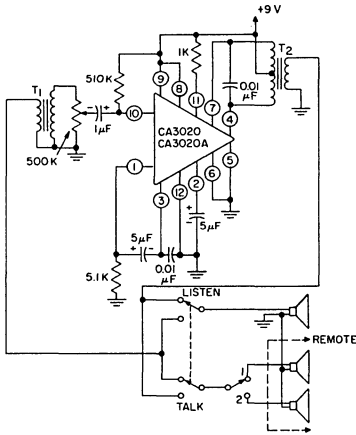 +9 V
T2
1K
510K
9
8
7
11
0.01 μF
T1
10
4
1μF
CA3020
CA3020A
500K
1
5
3
12
2
6
5μF
0.01 μF
5μF
5.1K
LISTEN
REMOTE
1
2
TALK